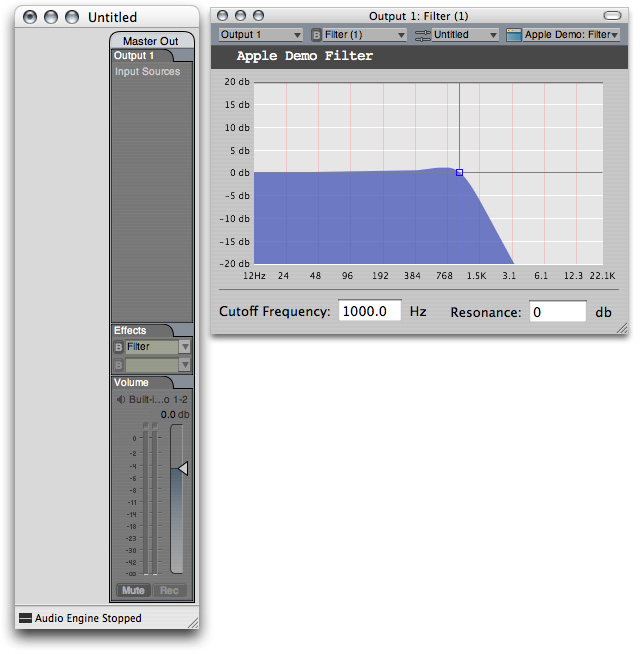 Untitled
Master Out
Output 1
Input Sources
Effects
B Filter
B
Volume
Built-i...o 1-2
0.0 db
0
-2
-4
-6
-8
-11
-14
-18
-23
-30
-42
-∞
Mute Rec
Audio Engine Stopped
Output 1: Filter (1)
Output 1 B Filter (1) Untitled Apple Demo: Filter
Apple Demo Filter
20 db
15 db
10 db
5 db
0 db
-5 db
-10 db
-15 db
-20 db
12Hz 24 48 96 192 384 768 1.5K 3.1 6.1 12.3 22.1K
Cutoff Frequency: 1000.0 Hz Resonance: 0 db